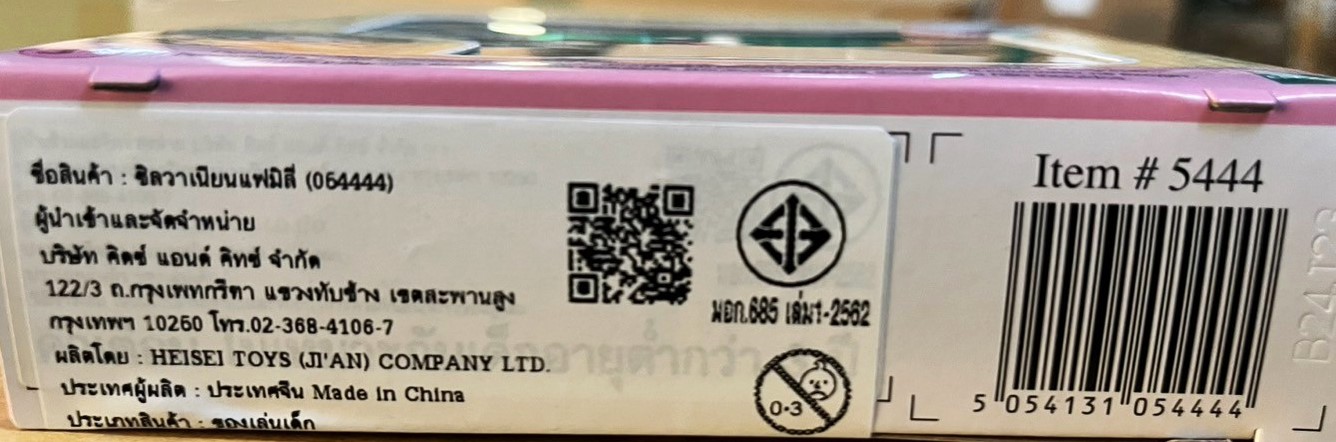 ชื่อสินค้า : ซิลวาเนียนแฟมิลี่ (054444)
ผู้นำเข้าและจัดจำหน่าย
บริษัท คิดซ์ แอนด์ คิทซ์ จำกัด
122/3 ถ.กรุงเทพกรีฑา แขวงทับช้าง เขตสะพานสูง
กรุงเทพฯ 10250 โทร.02-368-4106-7
ผลิตโดย : HEISEI TOYS (JI'AN) COMPANY LTD.
ประเทศผู้ผลิต : ประเทศจีน Made in China
ประเภทสินค้า : ของเล่นเด็ก
มอก.685 เล่ม1-2562
0-3
Item # 5444
5 054131 054444